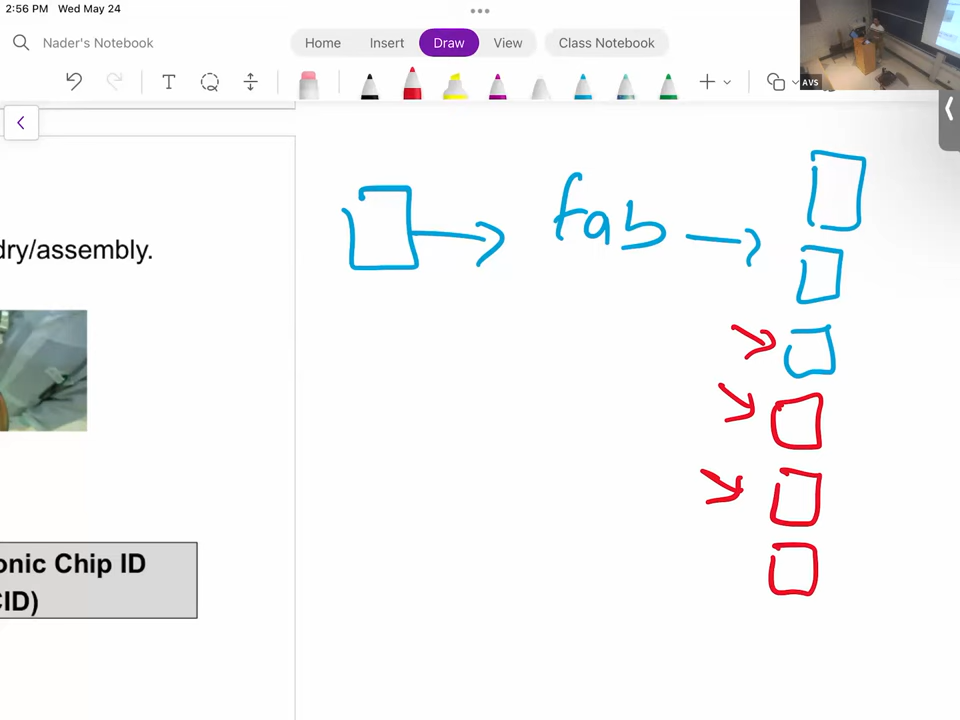 2:56 PM Wed May 24
Nader's Notebook
Home Insert Draw View Class Notebook
T
AVS
dry/assembly.
fab
onic Chip ID
CID)